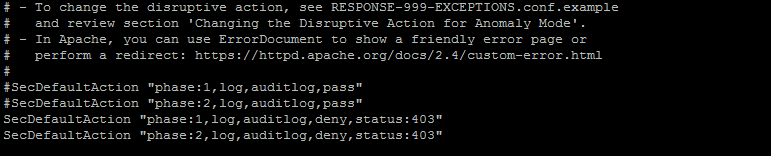 # - To change the disruptive action, see RESPONSE-999-EXCEPTIONS.conf.example
#   and review section 'Changing the Disruptive Action for Anomaly Mode'.
# - In Apache, you can use ErrorDocument to show a friendly error page or
#   perform a redirect: https://httpd.apache.org/docs/2.4/custom-error.html
#
#SecDefaultAction "phase:1,log,auditlog,pass"
#SecDefaultAction "phase:2,log,auditlog,pass"
SecDefaultAction "phase:1,log,auditlog,deny,status:403"
SecDefaultAction "phase:2,log,auditlog,deny,status:403"